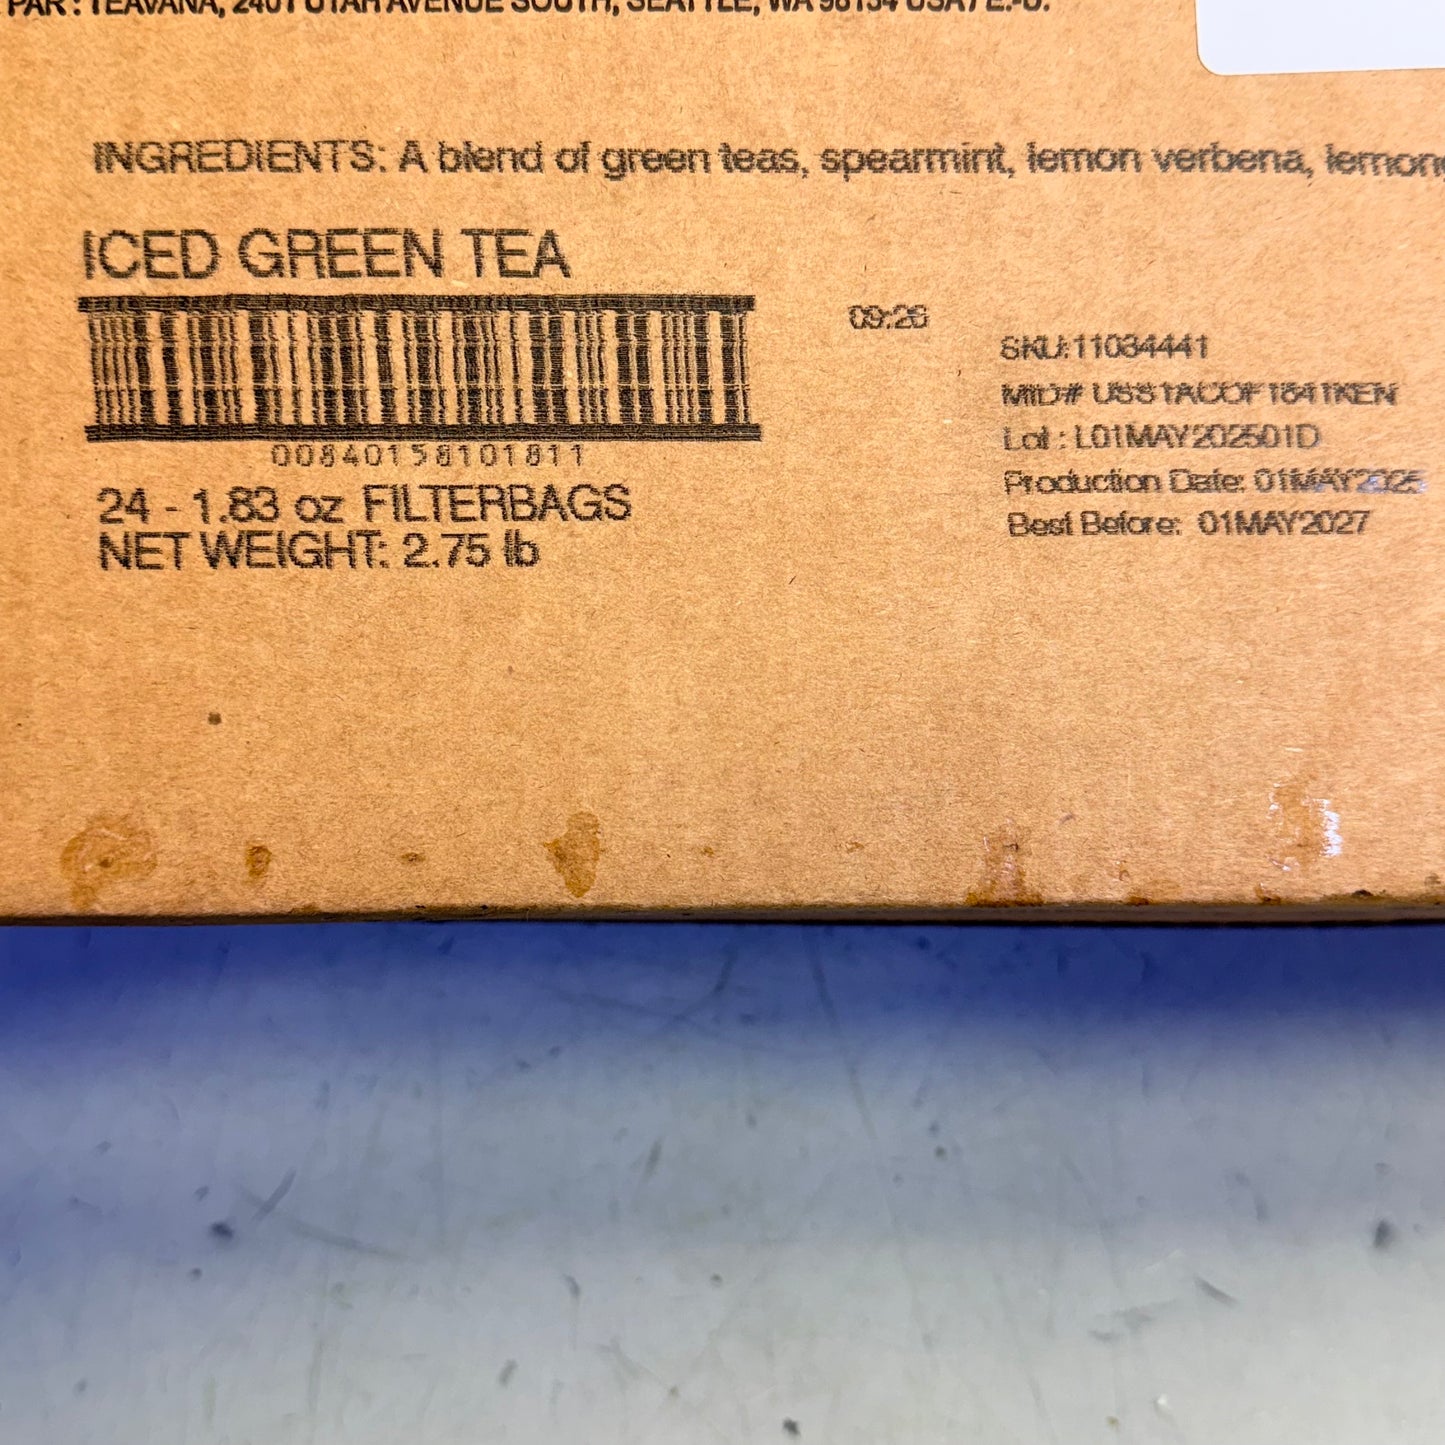 PAR : TEAVANA, 2401 UTAH AVENUE SOUTH, SEATTLE, WA 98134 USA / É.-U.
INGREDIENTS: A blend of green teas, spearmint, lemon verbena, lemong
ICED GREEN TEA
00840158101811
24 - 1.83 oz FILTERBAGS
NET WEIGHT: 2.75 lb
09:26
SKU:11034441
MID# USS1ACOF1841KEN
Lot : L01MAY202501D
Production Date: 01MAY2025
Best Before: 01MAY2027